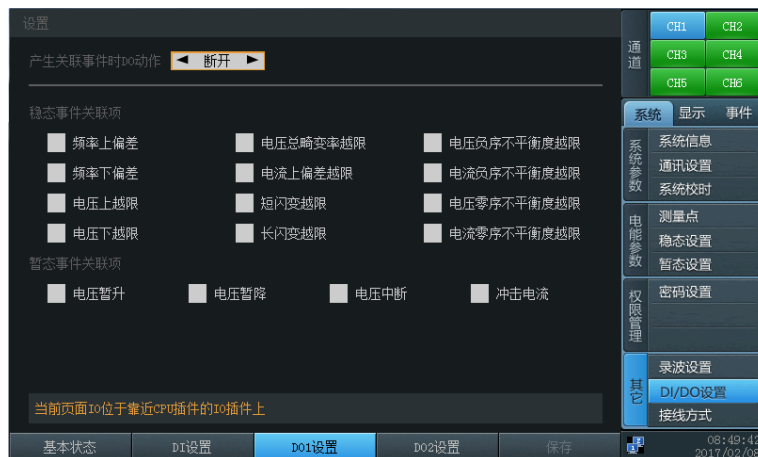 设置
产生关联事件时DO动作 ◄ 断开 ►
稳态事件关联项
频率上偏差 电压总畸变率越限 电压负序不平衡度越限
频率下偏差 电流上偏差越限 电流负序不平衡度越限
电压上越限 短闪变越限 电压零序不平衡度越限
电压下越限 长闪变越限 电流零序不平衡度越限
暂态事件关联项
电压暂升 电压暂降 电压中断 冲击电流
当前页面IO位于靠近CPU插件的IO插件上
基本状态 DI设置 DO1设置 DO2设置 保存
通道
CH1 CH2
CH3 CH4
CH5 CH6
系统 显示 事件
系统参数
系统信息
通讯设置
系统校时
电能参数
测量点
稳态设置
暂态设置
权限管理
密码设置
其它
录波设置
DI/DO设置
接线方式
08:49:42
2017/02/08